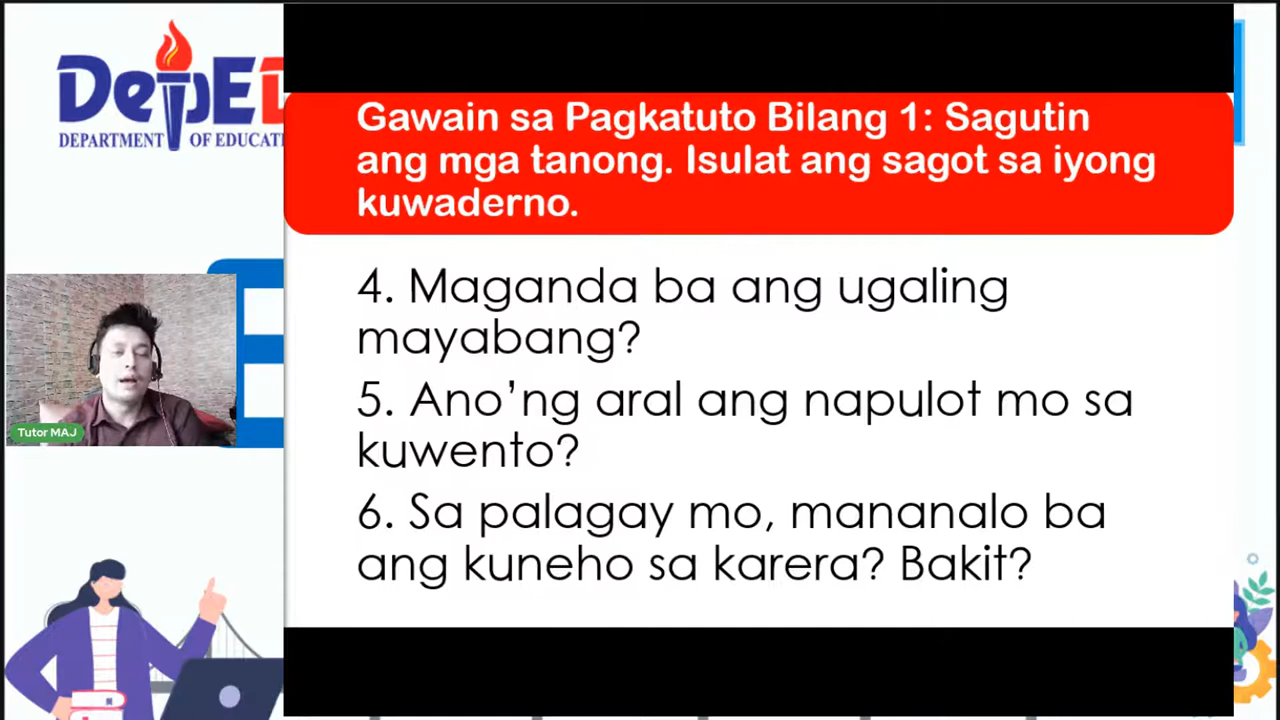 DepED
DEPARTMENT OF EDUCATI
Gawain sa Pagkatuto Bilang 1: Sagutin
ang mga tanong. Isulat ang sagot sa iyong
kuwaderno.
4. Maganda ba ang ugaling
mayabang?
5. Ano’ng aral ang napulot mo sa
kuwento?
6. Sa palagay mo, mananalo ba
ang kuneho sa karera? Bakit?
Tutor MAJ